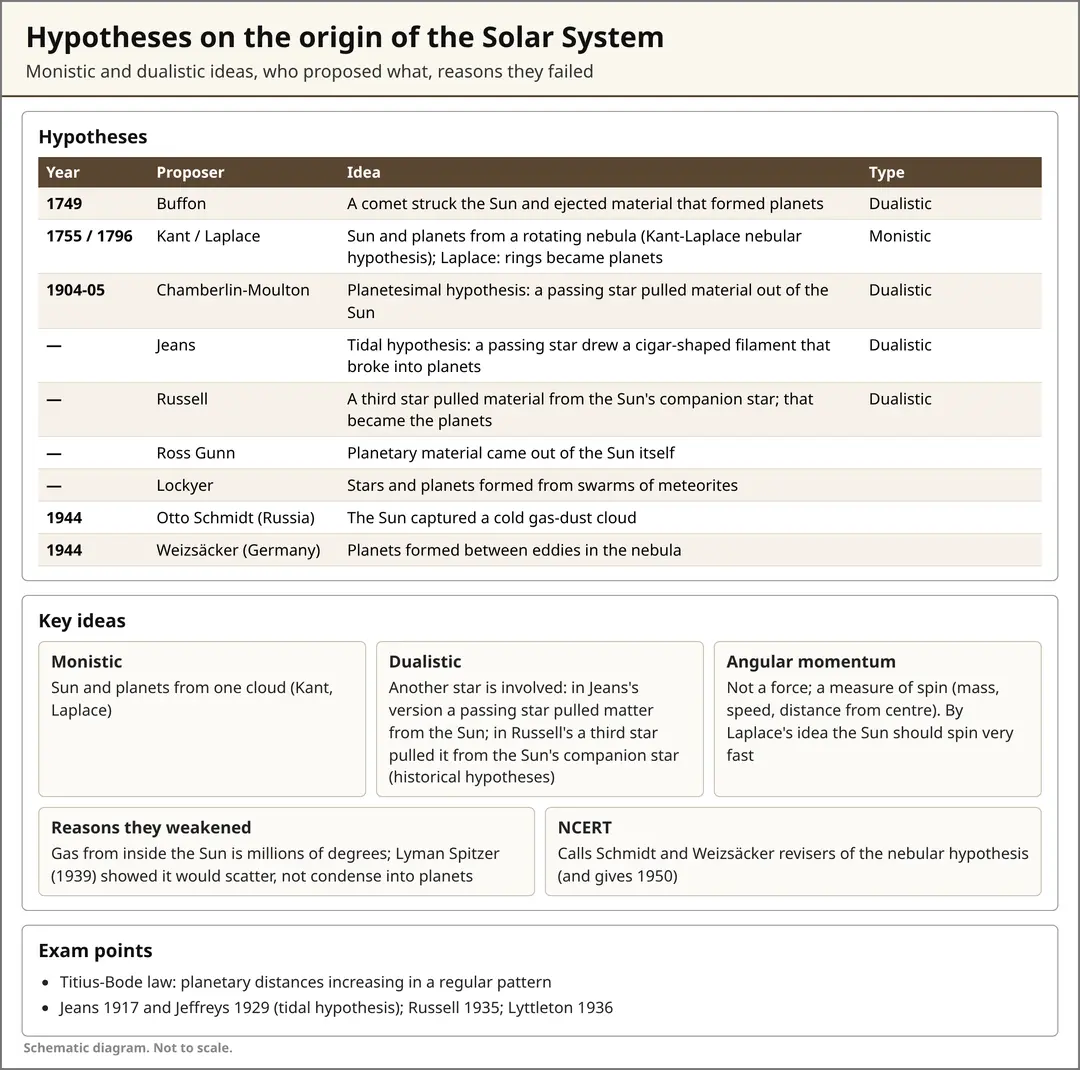 Hypotheses on the origin of the Solar System
Monistic and dualistic ideas, who proposed what, reasons they failed
Hypotheses
Year Proposer Idea Type
1749 Buffon A comet struck the Sun and ejected material that formed planets Dualistic
1755 / 1796 Kant / Laplace Sun and planets from a rotating nebula (Kant-Laplace nebular Monistic
hypothesis); Laplace: rings became planets
1904-05 Chamberlin-Moulton Planetesimal hypothesis: a passing star pulled material out of the Dualistic
Sun
— Jeans Tidal hypothesis: a passing star drew a cigar-shaped filament that Dualistic
broke into planets
— Russell A third star pulled material from the Sun's companion star; that Dualistic
became the planets
— Ross Gunn Planetary material came out of the Sun itself
— Lockyer Stars and planets formed from swarms of meteorites
1944 Otto Schmidt (Russia) The Sun captured a cold gas-dust cloud
1944 Weizsäcker (Germany) Planets formed between eddies in the nebula
Key ideas
Monistic
Sun and planets from one cloud (Kant,
Laplace)
Dualistic
Another star is involved: in Jeans's
version a passing star pulled matter
from the Sun; in Russell's a third star
pulled it from the Sun's companion star
(historical hypotheses)
Angular momentum
Not a force; a measure of spin (mass,
speed, distance from centre). By
Laplace's idea the Sun should spin very
fast
Reasons they weakened
Gas from inside the Sun is millions of degrees; Lyman Spitzer
(1939) showed it would scatter, not condense into planets
NCERT
Calls Schmidt and Weizsäcker revisers of the nebular hypothesis
(and gives 1950)
Exam points
• Titius-Bode law: planetary distances increasing in a regular pattern
• Jeans 1917 and Jeffreys 1929 (tidal hypothesis); Russell 1935; Lyttleton 1936
Schematic diagram. Not to scale.